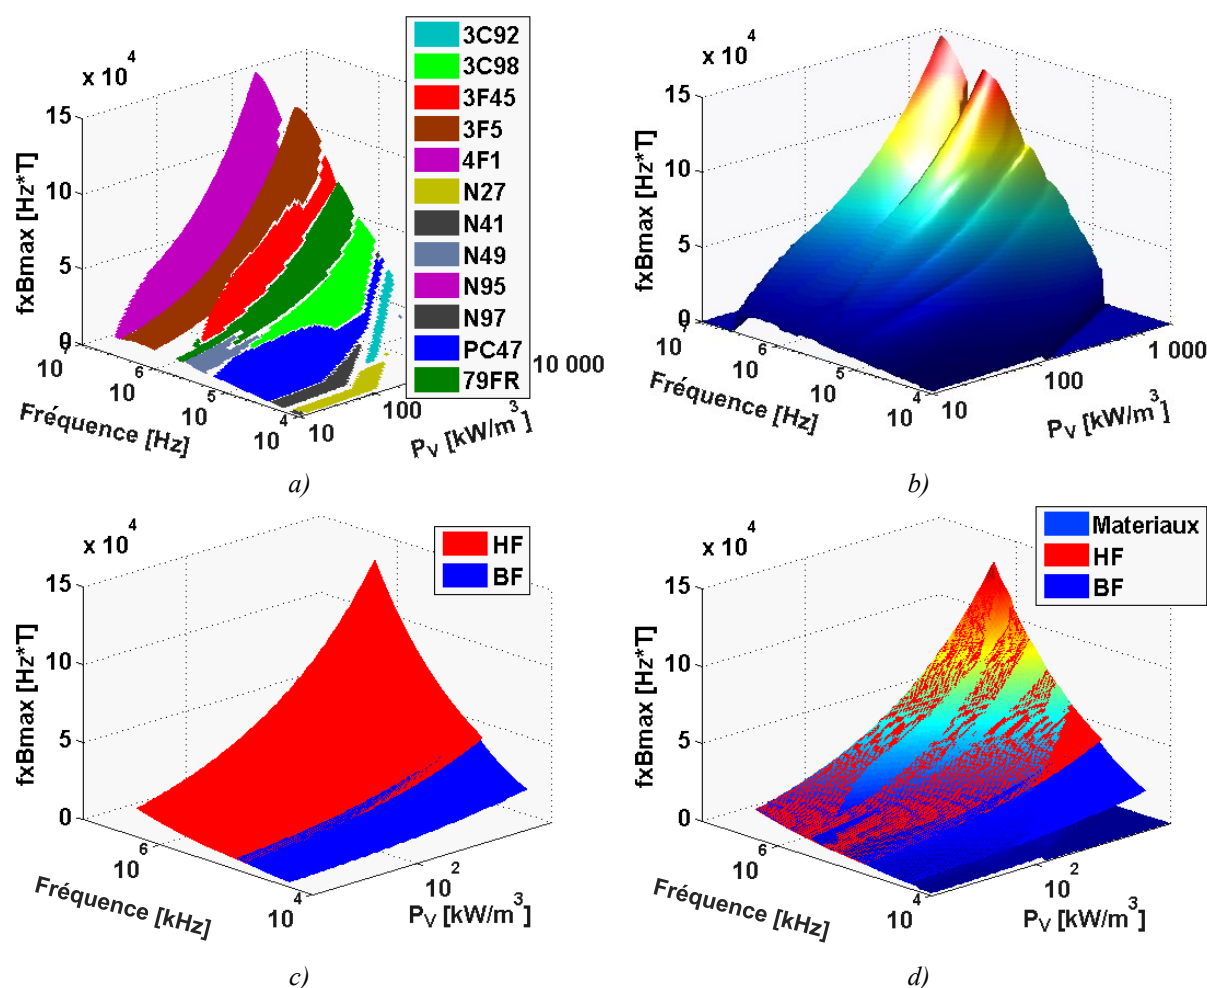 x 10^4
15
10
5
0
0
fxBmax [Hz*T]
10^7
10^6
10^5
10^4
Fréquence [Hz]
10
100
10 000
P_V [kW/m^3]
3C92
3C98
3F45
3F5
4F1
N27
N41
N49
N95
N97
PC47
79FR
a)
x 10^4
15
10
5
0
fxBmax [Hz*T]
10^7
10^6
10^5
10^4
Fréquence [Hz]
10
100
1 000
P_V [kW/m^3]
b)
x 10^4
15
10
5
0
fxBmax [Hz*T]
10^6
10^4
Fréquence [kHz]
10^2
P_V [kW/m^3]
HF
BF
c)
x 10^4
15
10
5
0
fxBmax [Hz*T]
10^6
10^4
Fréquence [kHz]
10^2
P_V [kW/m^3]
Materiaux
HF
BF
d)